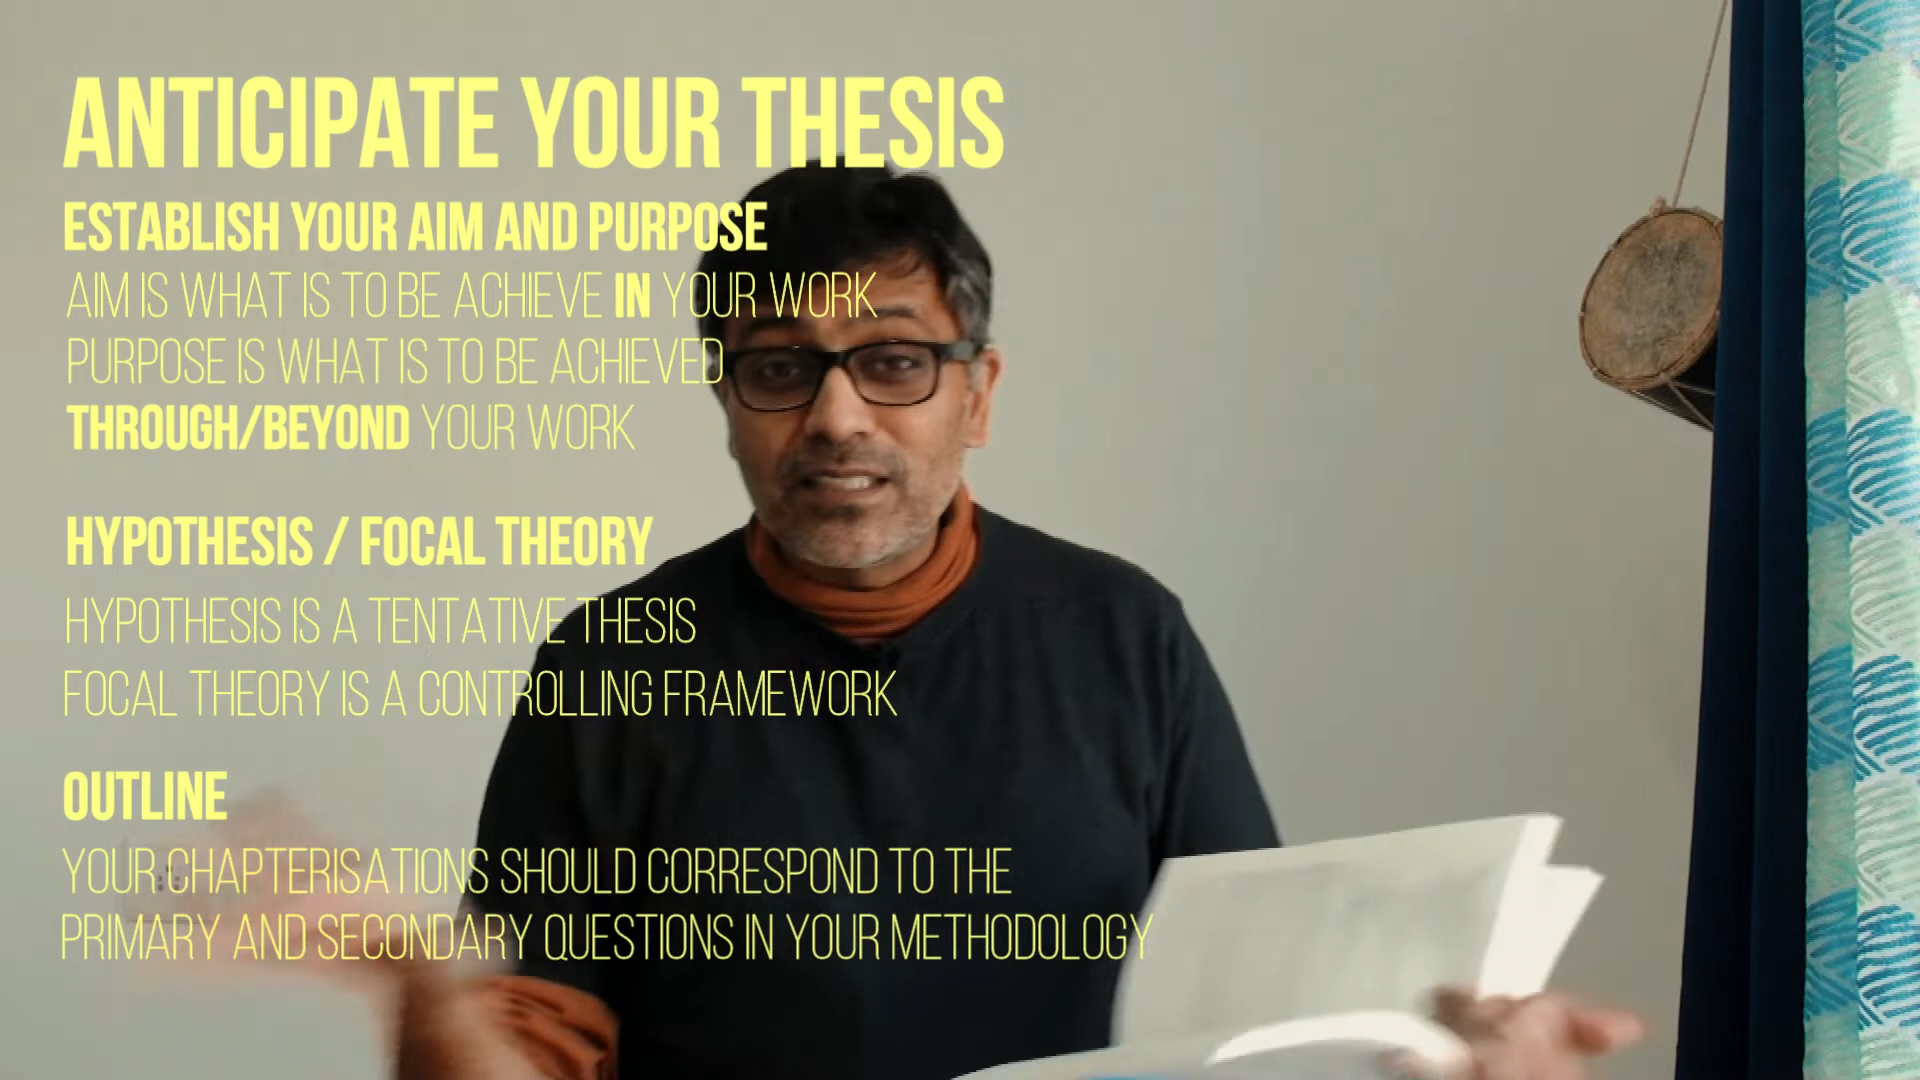 ANTICIPATE YOUR THESIS
ESTABLISH YOUR AIM AND PURPOSE
AIM IS WHAT IS TO BE ACHIEVE IN YOUR WORK
PURPOSE IS WHAT IS TO BE ACHIEVED
THROUGH/BEYOND YOUR WORK
HYPOTHESIS / FOCAL THEORY
HYPOTHESIS IS A TENTATIVE THESIS
FOCAL THEORY IS A CONTROLLING FRAMEWORK
OUTLINE
YOUR CHAPTERISATIONS SHOULD CORRESPOND TO THE
PRIMARY AND SECONDARY QUESTIONS IN YOUR METHODOLOGY